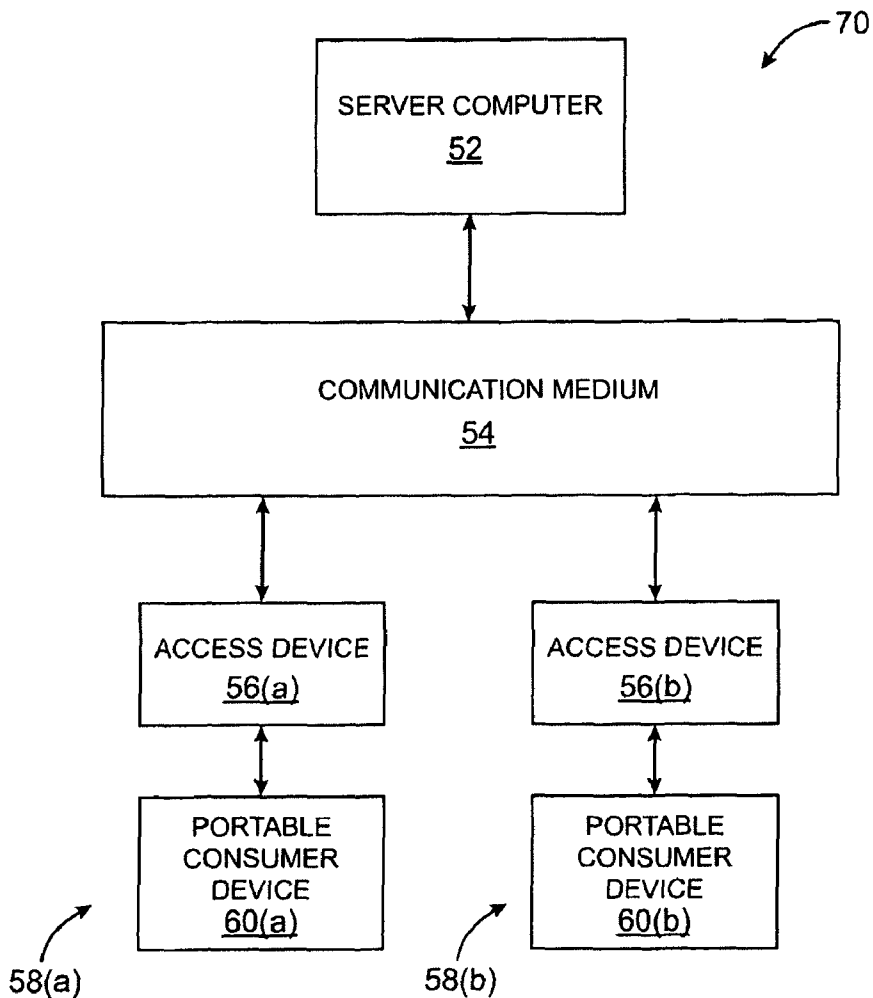 70
SERVER COMPUTER
52
COMMUNICATION MEDIUM
54
ACCESS DEVICE
56(a)
ACCESS DEVICE
56(b)
PORTABLE
CONSUMER
DEVICE
60(a)
PORTABLE
CONSUMER
DEVICE
60(b)
58(a)
58(b)